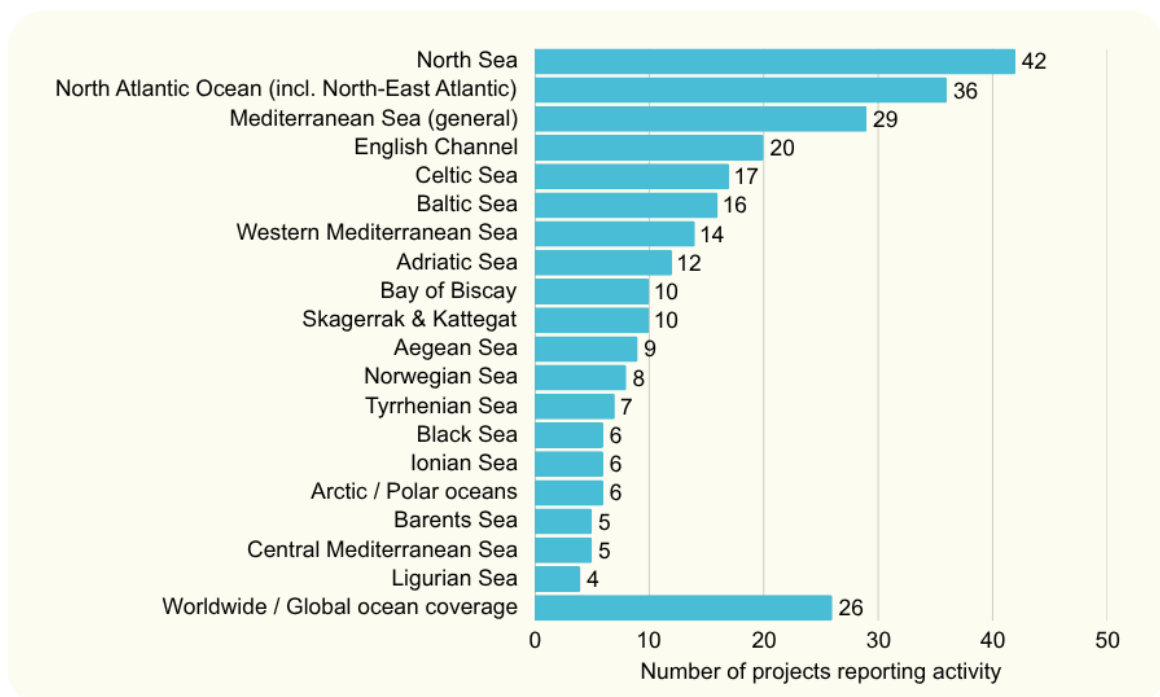 North Sea 42
North Atlantic Ocean (incl. North-East Atlantic) 36
Mediterranean Sea (general) 29
English Channel 20
Celtic Sea 17
Baltic Sea 16
Western Mediterranean Sea 14
Adriatic Sea 12
Bay of Biscay 10
Skagerrak & Kattegat 10
Aegean Sea 9
Norwegian Sea 8
Tyrrhenian Sea 7
Black Sea 6
Ionian Sea 6
Arctic / Polar oceans 6
Barents Sea 5
Central Mediterranean Sea 5
Ligurian Sea 4
Worldwide / Global ocean coverage 26
0 10 20 30 40 50
Number of projects reporting activity